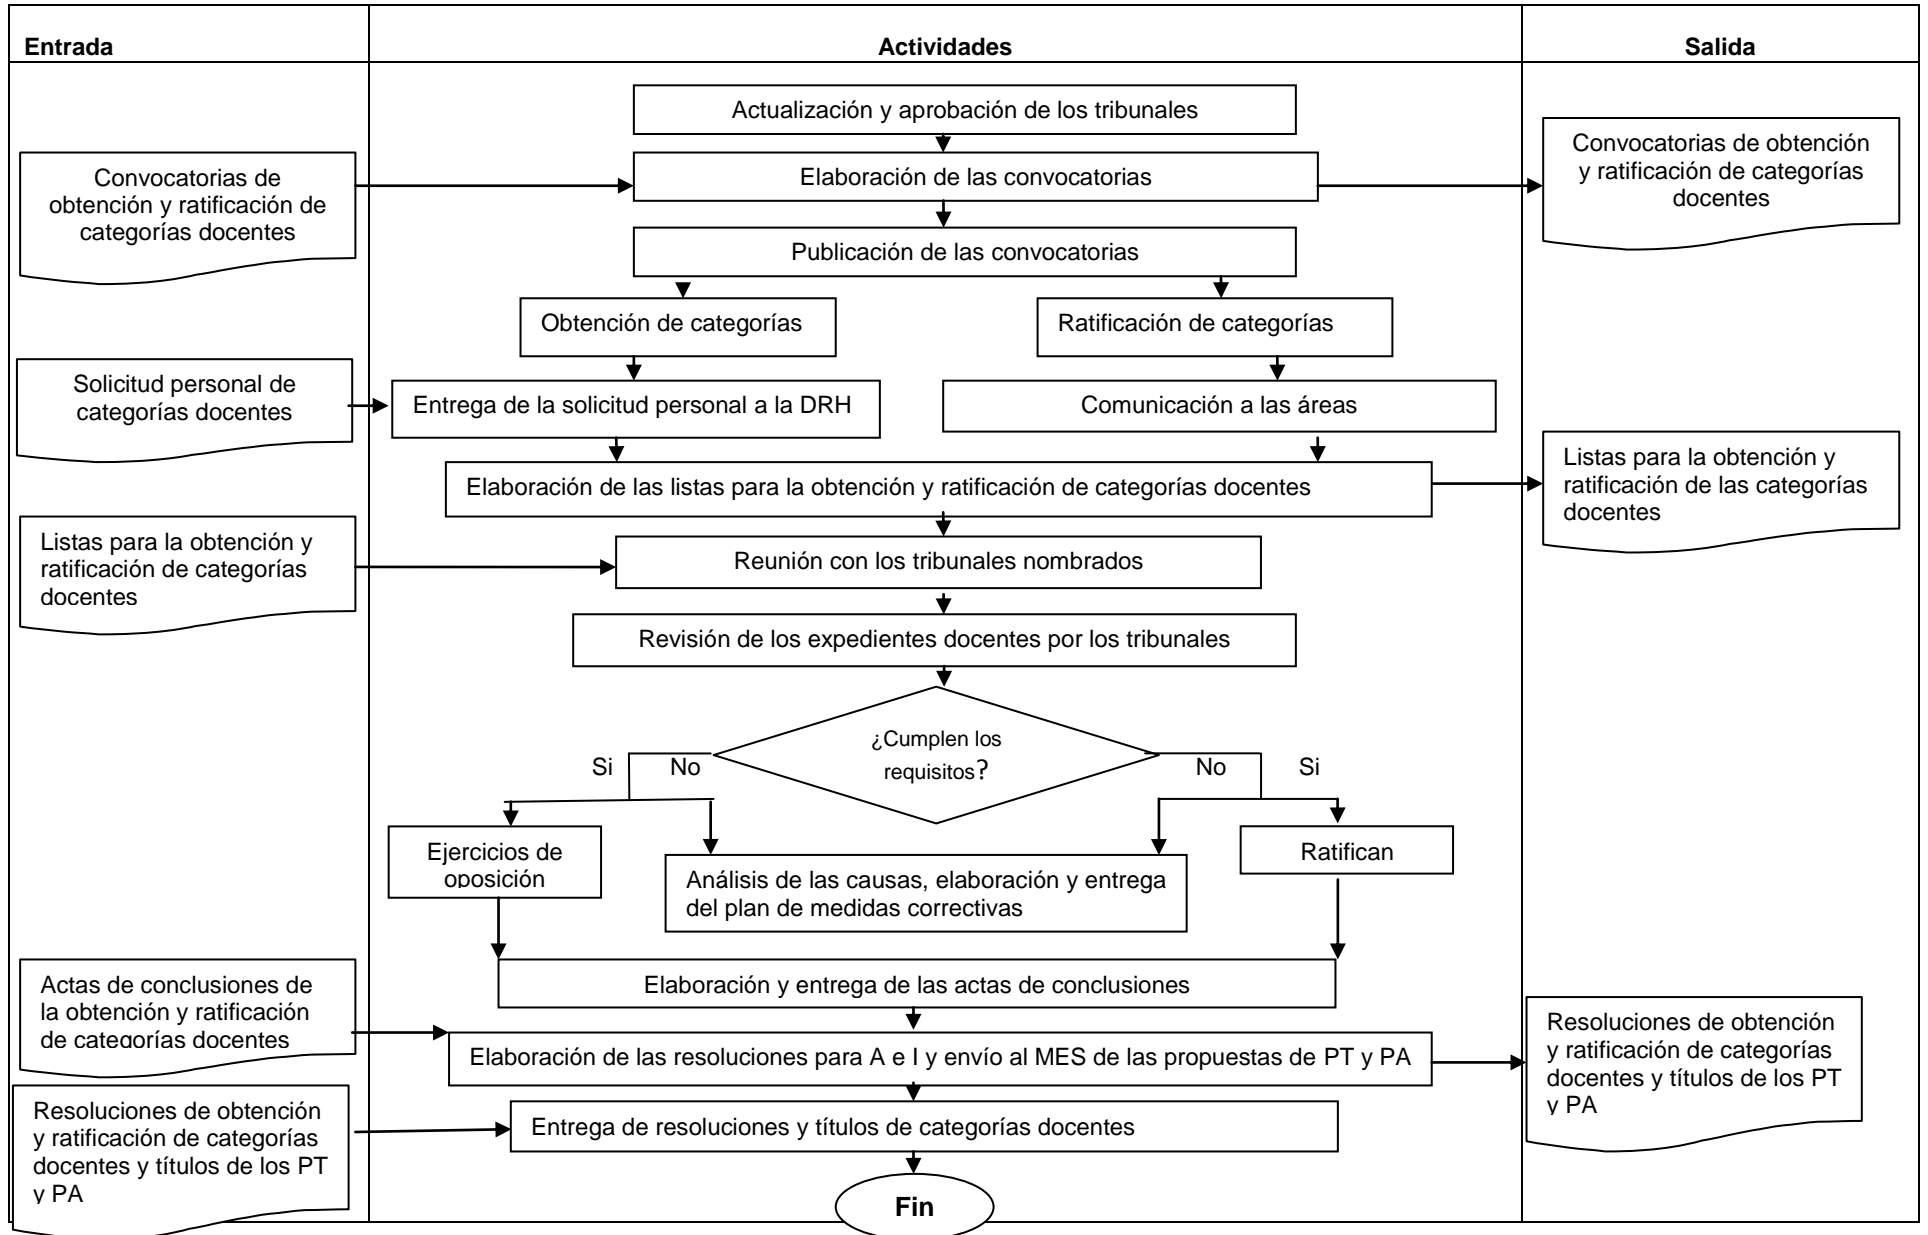 Entrada
Actividades
Salida
Actualización y aprobación de los tribunales
Convocatorias de
obtención y ratificación de
categorías docentes
Elaboración de las convocatorias
Convocatorias de obtención
y ratificación de categorías
docentes
Publicación de las convocatorias
Obtención de categorías
Ratificación de categorías
Solicitud personal de
categorías docentes
Entrega de la solicitud personal a la DRH
Comunicación a las áreas
Elaboración de las listas para la obtención y ratificación de categorías docentes
Listas para la obtención y
ratificación de las categorías
docentes
Listas para la obtención y
ratificación de categorías
docentes
Reunión con los tribunales nombrados
Revisión de los expedientes docentes por los tribunales
¿Cumplen los
requisitos?
Si
No
No
Si
Ejercicios de
oposición
Análisis de las causas, elaboración y entrega
del plan de medidas correctivas
Ratifican
Actas de conclusiones de
la obtención y ratificación
de categorías docentes
Elaboración y entrega de las actas de conclusiones
Elaboración de las resoluciones para A e I y envío al MES de las propuestas de PT y PA
Resoluciones de obtención
y ratificación de categorías
docentes y títulos de los PT
y PA
Resoluciones de obtención
y ratificación de categorías
docentes y títulos de los PT
y PA
Entrega de resoluciones y títulos de categorías docentes
Fin